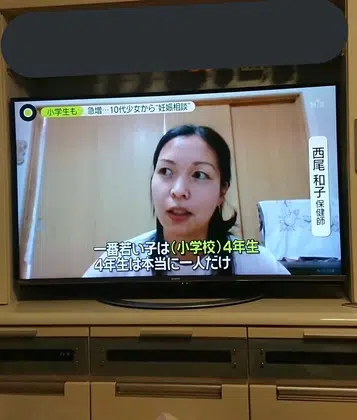 小学生も 急増…10代少女から“妊娠相談”
西尾 和子 保健師
一番若い子は(小学校)4年生
4年生は本当に一人だけ